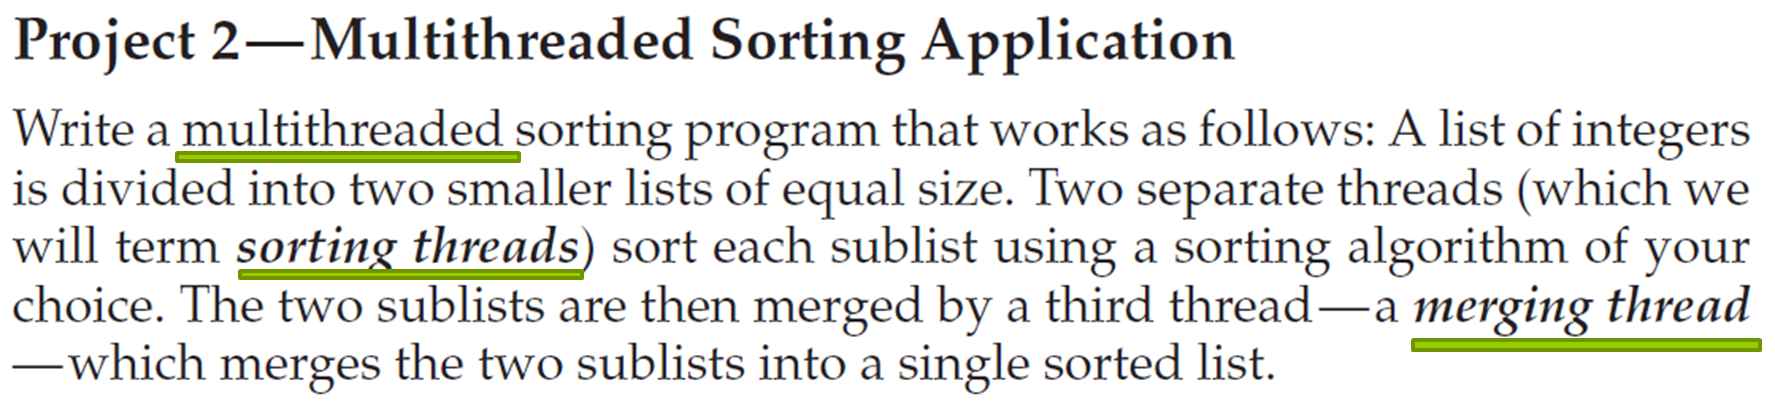 Project 2—Multithreaded Sorting Application
Write a multithreaded sorting program that works as follows: A list of integers
is divided into two smaller lists of equal size. Two separate threads (which we
will term sorting threads) sort each sublist using a sorting algorithm of your
choice. The two sublists are then merged by a third thread—a merging thread
—which merges the two sublists into a single sorted list.